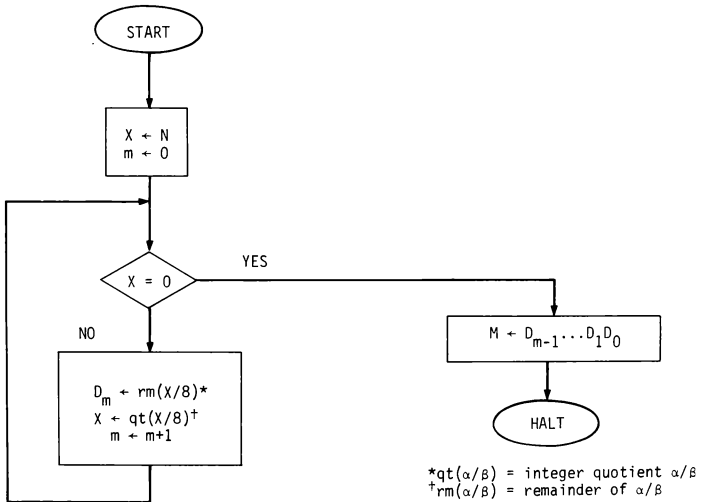 START
X ← N
m ← 0
X = 0
YES
NO
D_m ← rm(X/8)*
X ← qt(X/8)†
m ← m+1
M ← D_{m-1}...D_1D_0
HALT
*qt(α/β) = integer quotient α/β
†rm(α/β) = remainder of α/β